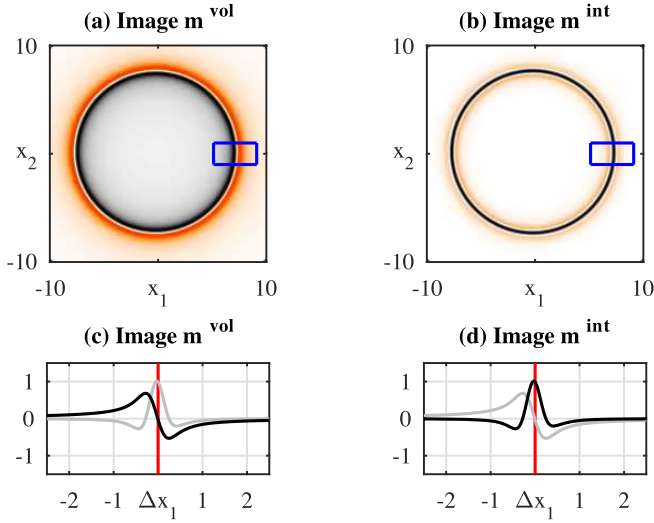 (a) Image m vol
(b) Image m int
10
x2
-10
-10
x1
10
10
x2
-10
-10
x1
10
(c) Image m vol
(d) Image m int
1
0
-1
-2 -1 Δx1 1 2
1
0
-1
-2 -1 Δx1 1 2